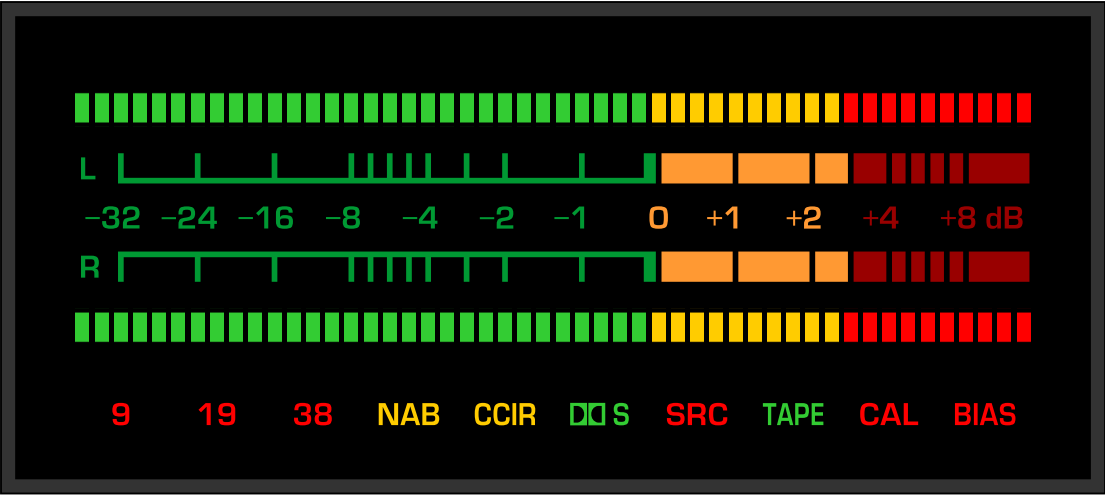 L
−32 −24 −16 −8 −4 −2 −1 0 +1 +2 +4 +8 dB
R
9 19 38 NAB CCIR S SRC TAPE CAL BIAS